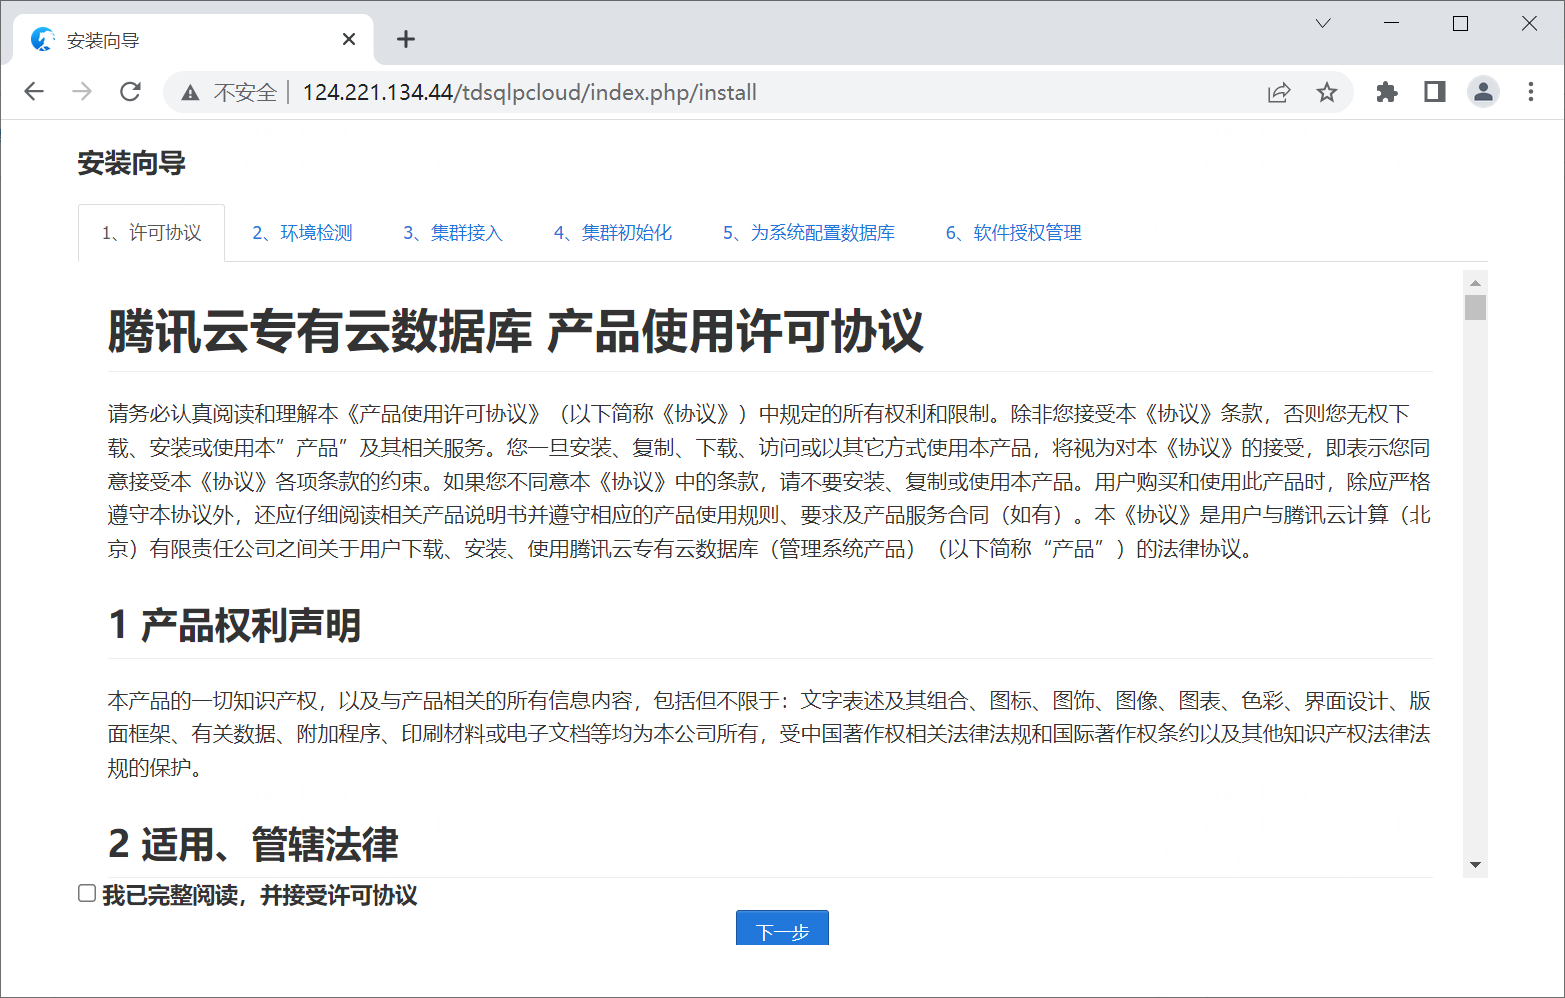 安装向导
不安全 124.221.134.44/tdsqlpcloud/index.php/install
安装向导
1、许可协议 2、环境检测 3、集群接入 4、集群初始化 5、为系统配置数据库 6、软件授权管理
腾讯云专有云数据库 产品使用许可协议
请务必认真阅读和理解本《产品使用许可协议》（以下简称《协议》）中规定的所有权利和限制。除非您接受本《协议》条款，否则您无权下
载、安装或使用本”产品”及其相关服务。您一旦安装、复制、下载、访问或以其它方式使用本产品，将视为对本《协议》的接受，即表示您同
意接受本《协议》各项条款的约束。如果您不同意本《协议》中的条款，请不要安装、复制或使用本产品。用户购买和使用此产品时，除应严格
遵守本协议外，还应仔细阅读相关产品说明书并遵守相应的产品使用规则、要求及产品服务合同（如有）。本《协议》是用户与腾讯云计算（北
京）有限责任公司之间关于用户下载、安装、使用腾讯云专有云数据库（管理系统产品）（以下简称“产品”）的法律协议。
1 产品权利声明
本产品的一切知识产权，以及与产品相关的所有信息内容，包括但不限于：文字表述及其组合、图标、图饰、图像、图表、色彩、界面设计、版
面框架、有关数据、附加程序、印刷材料或电子文档等均为本公司所有，受中国著作权相关法律法规和国际著作权条约以及其他知识产权法律法
规的保护。
2 适用、管辖法律
我已完整阅读，并接受许可协议
下一步